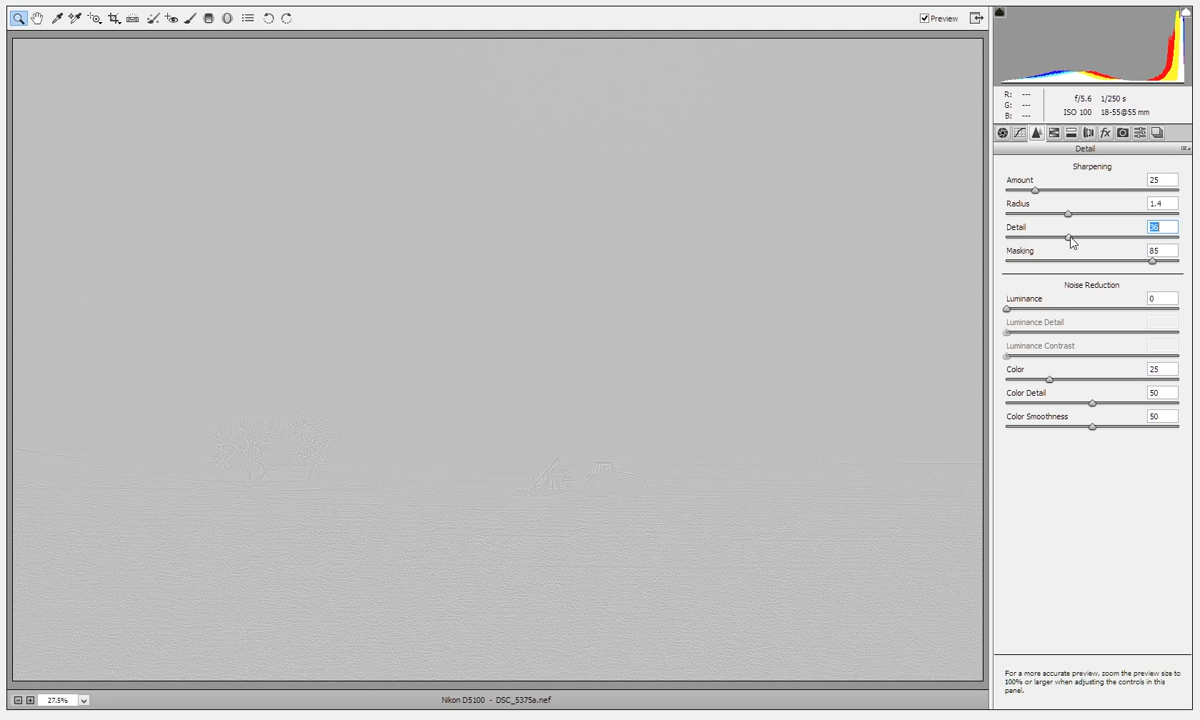 Preview
R: ---
G: ---
B: ---
f/5.6 1/250 s
ISO 100 18-55@55 mm
fx
Detail
Sharpening
Amount 25
Radius 1.4
Detail 36
Masking 85
Noise Reduction
Luminance 0
Luminance Detail
Luminance Contrast
Color 25
Color Detail 50
Color Smoothness 50
For a more accurate preview, zoom the preview size to
100% or larger when adjusting the controls in this
panel.
27.5%
Nikon D5100 - DSC_5375a.nef